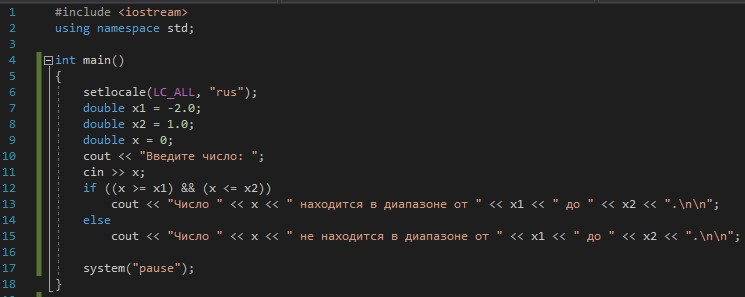 1 #include <iostream>
2 using namespace std;
3
4 int main()
5 {
6 setlocale(LC_ALL, "rus");
7 double x1 = -2.0;
8 double x2 = 1.0;
9 double x = 0;
10 cout << "Введите число: ";
11 cin >> x;
12 if ((x >= x1) && (x <= x2))
13 cout << "Число " << x << " находится в диапазоне от " << x1 << " до " << x2 << ".\n\n";
14 else
15 cout << "Число " << x << " не находится в диапазоне от " << x1 << " до " << x2 << ".\n\n";
16
17 system("pause");
18 }